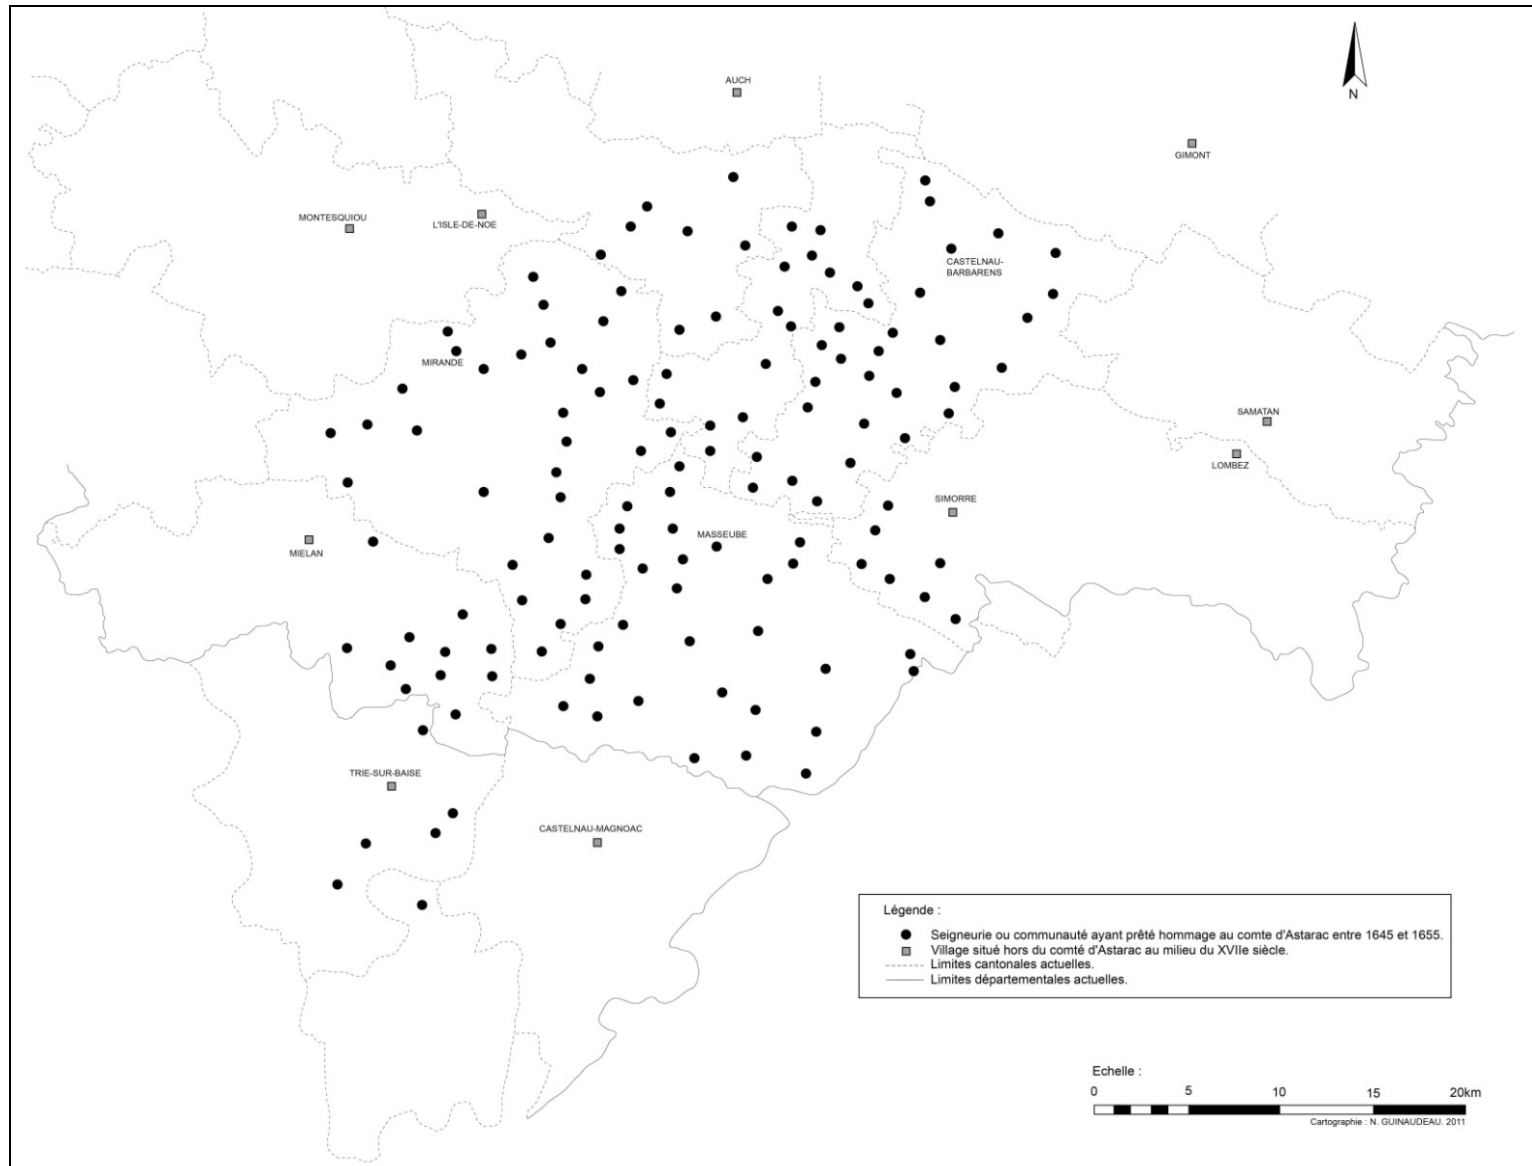 AUCH
N
GIMONT
MONTESQUIOU
L'ISLE-DE-NOE
CASTELNAU-
BARBARENS
MIRANDE
SAMATAN
LOMBEZ
SIMORRE
MASSEUBE
MIELAN
TRIE-SUR-BAISE
CASTELNAU-MAGNOAC
Légende :
Seigneurie ou communauté ayant prêté hommage au comte d'Astarac entre 1645 et 1655.
Village situé hors du comté d'Astarac au milieu du XVIIe siècle.
Limites cantonales actuelles.
Limites départementales actuelles.
Echelle :
0 5 10 15 20km
Cartographie : N. GUINAUDEAU. 2011